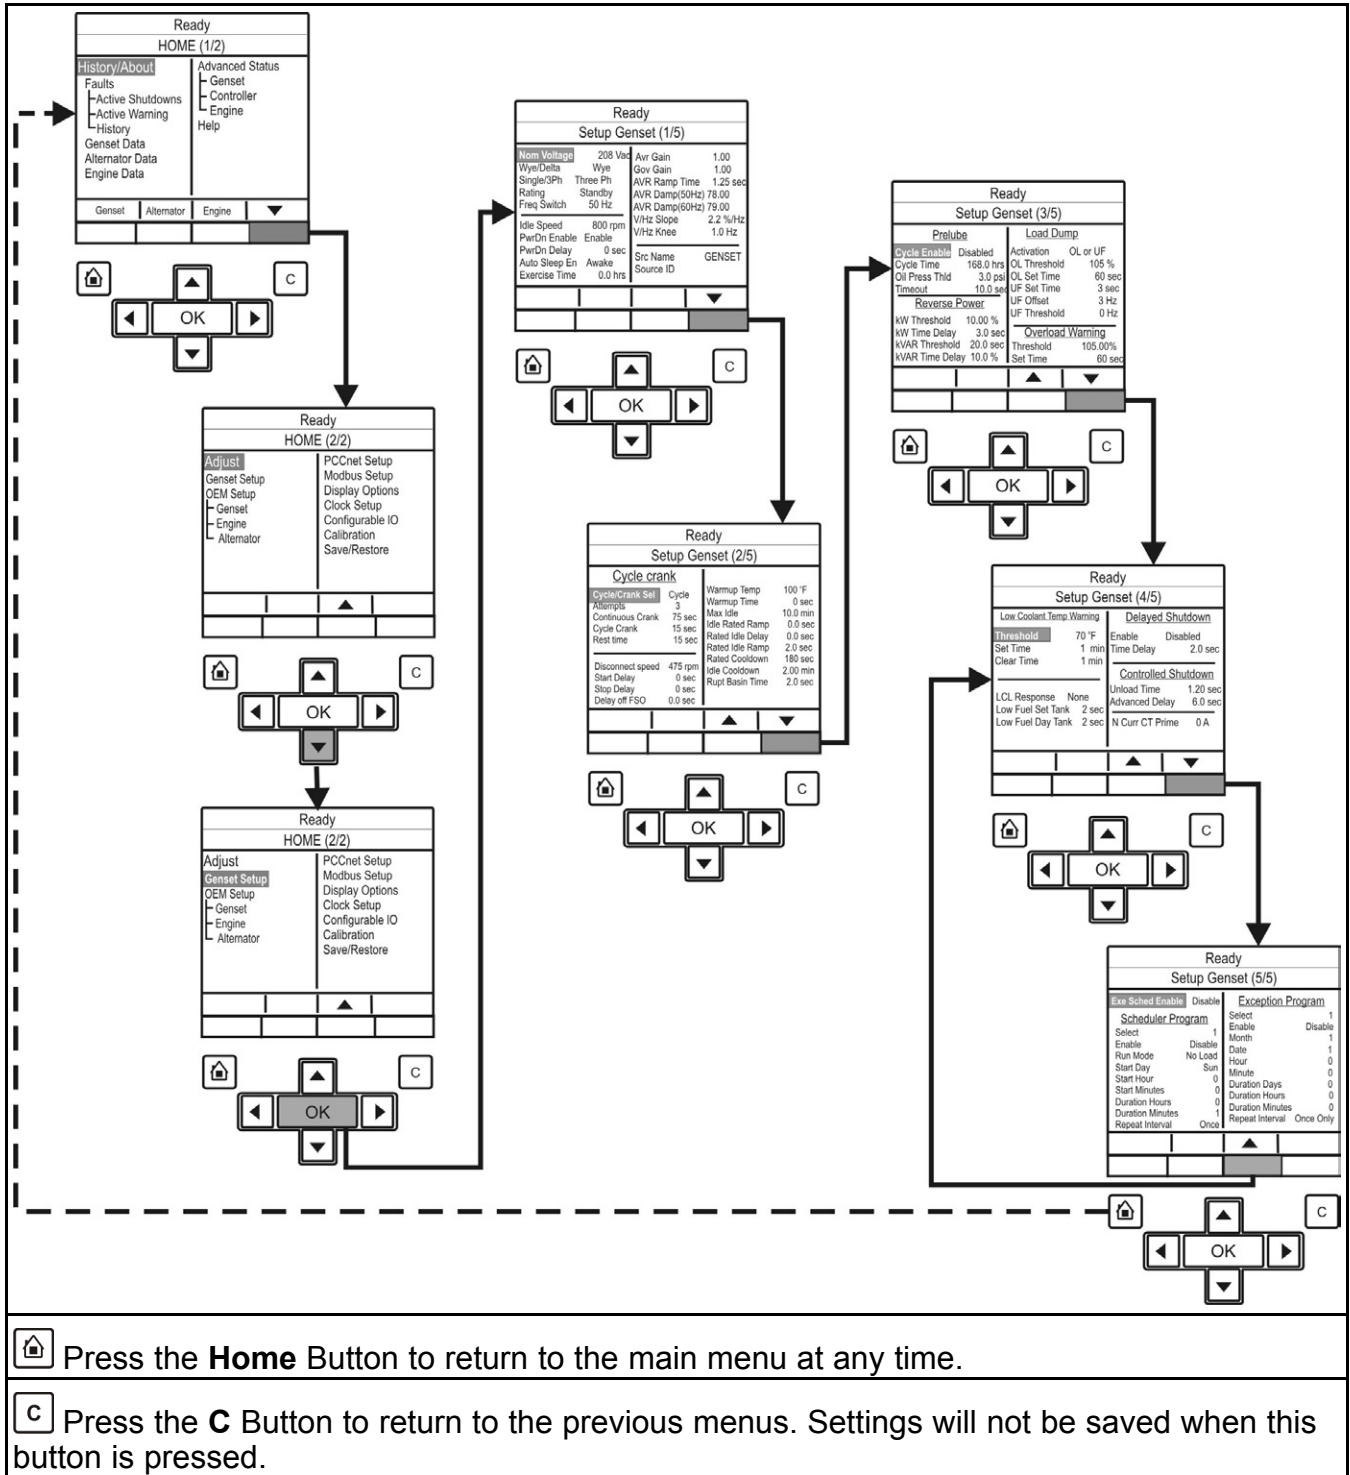 Ready
HOME (1/2)
History/About
Faults
Active Shutdowns
Active Warning
History
Genset Data
Alternator Data
Engine Data
Advanced Status
Genset
Controller
Engine
Help
Genset Alternator Engine
C
OK
Ready
HOME (2/2)
Adjust
Genset Setup
OEM Setup
Genset
Engine
Alternator
PCCnet Setup
Modbus Setup
Display Options
Clock Setup
Configurable IO
Calibration
Save/Restore
C
OK
Ready
HOME (2/2)
Adjust
Genset Setup
OEM Setup
Genset
Engine
Alternator
PCCnet Setup
Modbus Setup
Display Options
Clock Setup
Configurable IO
Calibration
Save/Restore
C
OK
Ready
Setup Genset (1/5)
Nom Voltage 208 Vac
Wye/Delta Wye
Single/3Ph Three Ph
Rating Standby
Freq Switch 50 Hz
Idle Speed 800 rpm
PwrDn Enable Enable
PwrDn Delay 0 sec
Auto Sleep En Awake
Exercise Time 0.0 hrs
Avr Gain 1.00
Gov Gain 1.00
AVR Ramp Time 1.25 sec
AVR Damp(50Hz) 78.00
AVR Damp(60Hz) 79.00
V/Hz Slope 2.2 %/Hz
V/Hz Knee 1.0 Hz
Src Name GENSET
Source ID
C
OK
Ready
Setup Genset (2/5)
Cycle crank
Cycle/Crank Sel Cycle
Attempts 3
Continuous Crank 75 sec
Cycle Crank 15 sec
Rest time 15 sec
Disconnect speed 475 rpm
Start Delay 0 sec
Stop Delay 0 sec
Delay off FSO 0.0 sec
Warmup Temp 100 °F
Warmup Time 0 sec
Max Idle 10.0 min
Idle Rated Ramp 0.0 sec
Rated Idle Delay 0.0 sec
Rated Idle Ramp 2.0 sec
Rated Cooldown 180 sec
Idle Cooldown 2.00 min
Rupt Basin Time 2.0 sec
C
OK
Ready
Setup Genset (3/5)
Prelube
Cycle Enable Disabled
Cycle Time 168.0 hrs
Oil Press Thld 3.0 psi
Timeout 10.0 sec
Reverse Power
kW Threshold 10.00 %
kW Time Delay 3.0 sec
kVAR Threshold 20.0 sec
kVAR Time Delay 10.0 %
Load Dump
Activation OL or UF
OL Threshold 105 %
OL Set Time 60 sec
UF Set Time 3 sec
UF Offset 3 Hz
UF Threshold 0 Hz
Overload Warning
Threshold 105.00%
Set Time 60 sec
C
OK
Ready
Setup Genset (4/5)
Low Coolant Temp Warning
Threshold 70 °F
Set Time 1 min
Clear Time 1 min
LCL Response None
Low Fuel Set Tank 2 sec
Low Fuel Day Tank 2 sec
Delayed Shutdown
Enable Disabled
Time Delay 2.0 sec
Controlled Shutdown
Unload Time 1.20 sec
Advanced Delay 6.0 sec
N Curr CT Prime 0 A
C
OK
Ready
Setup Genset (5/5)
Exe Sched Enable Disable
Scheduler Program
Select 1
Enable Disable
Run Mode No Load
Start Day Sun
Start Hour 0
Start Minutes 0
Duration Hours 0
Duration Minutes 1
Repeat Interval Once
Exception Program
Select 1
Enable Disable
Month 1
Date 1
Hour 0
Minute 0
Duration Days 0
Duration Hours 0
Duration Minutes 0
Repeat Interval Once Only
C
OK
Press the Home Button to return to the main menu at any time.
C Press the C Button to return to the previous menus. Settings will not be saved when this
button is pressed.